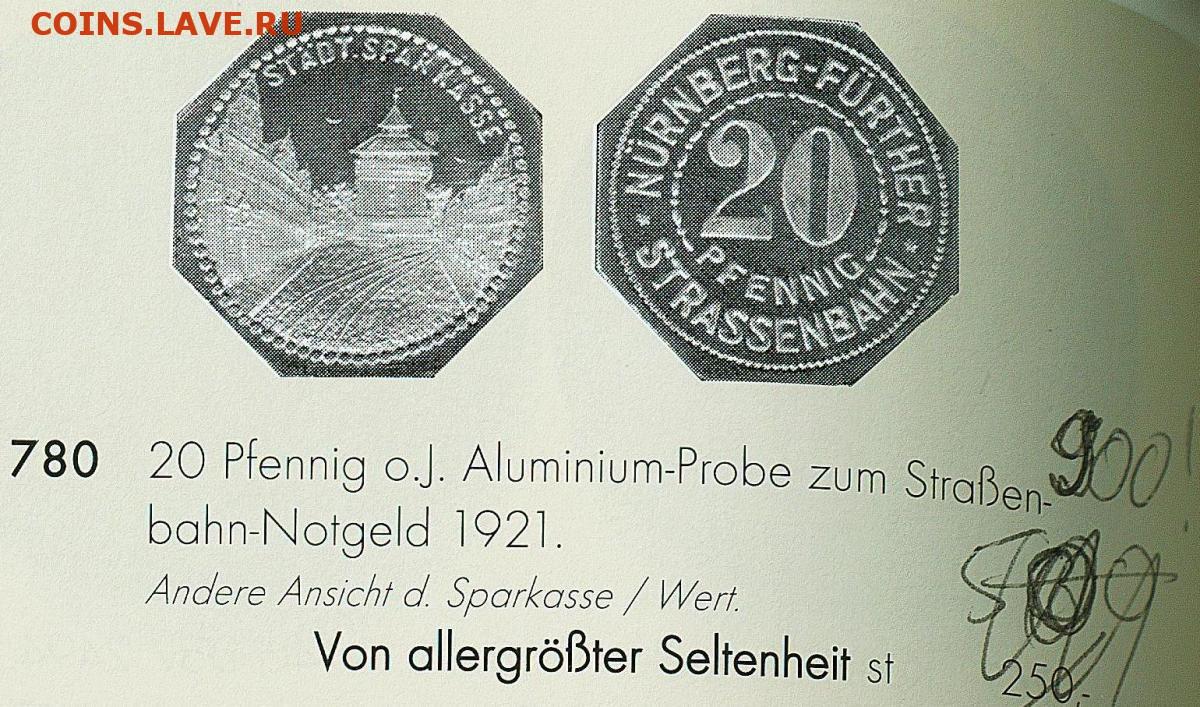 COINS.LAVE.RU
STÄDT. SPARKASSE
NÜRNBERG-FÜRTHER
20
PFENNIG
* STRASSENBAHN *
780 20 Pfennig o.J. Aluminium-Probe zum Straßen-
bahn-Notgeld 1921.
900!
Andere Ansicht d. Sparkasse / Wert.
Von allergrößter Seltenheit st
250,-